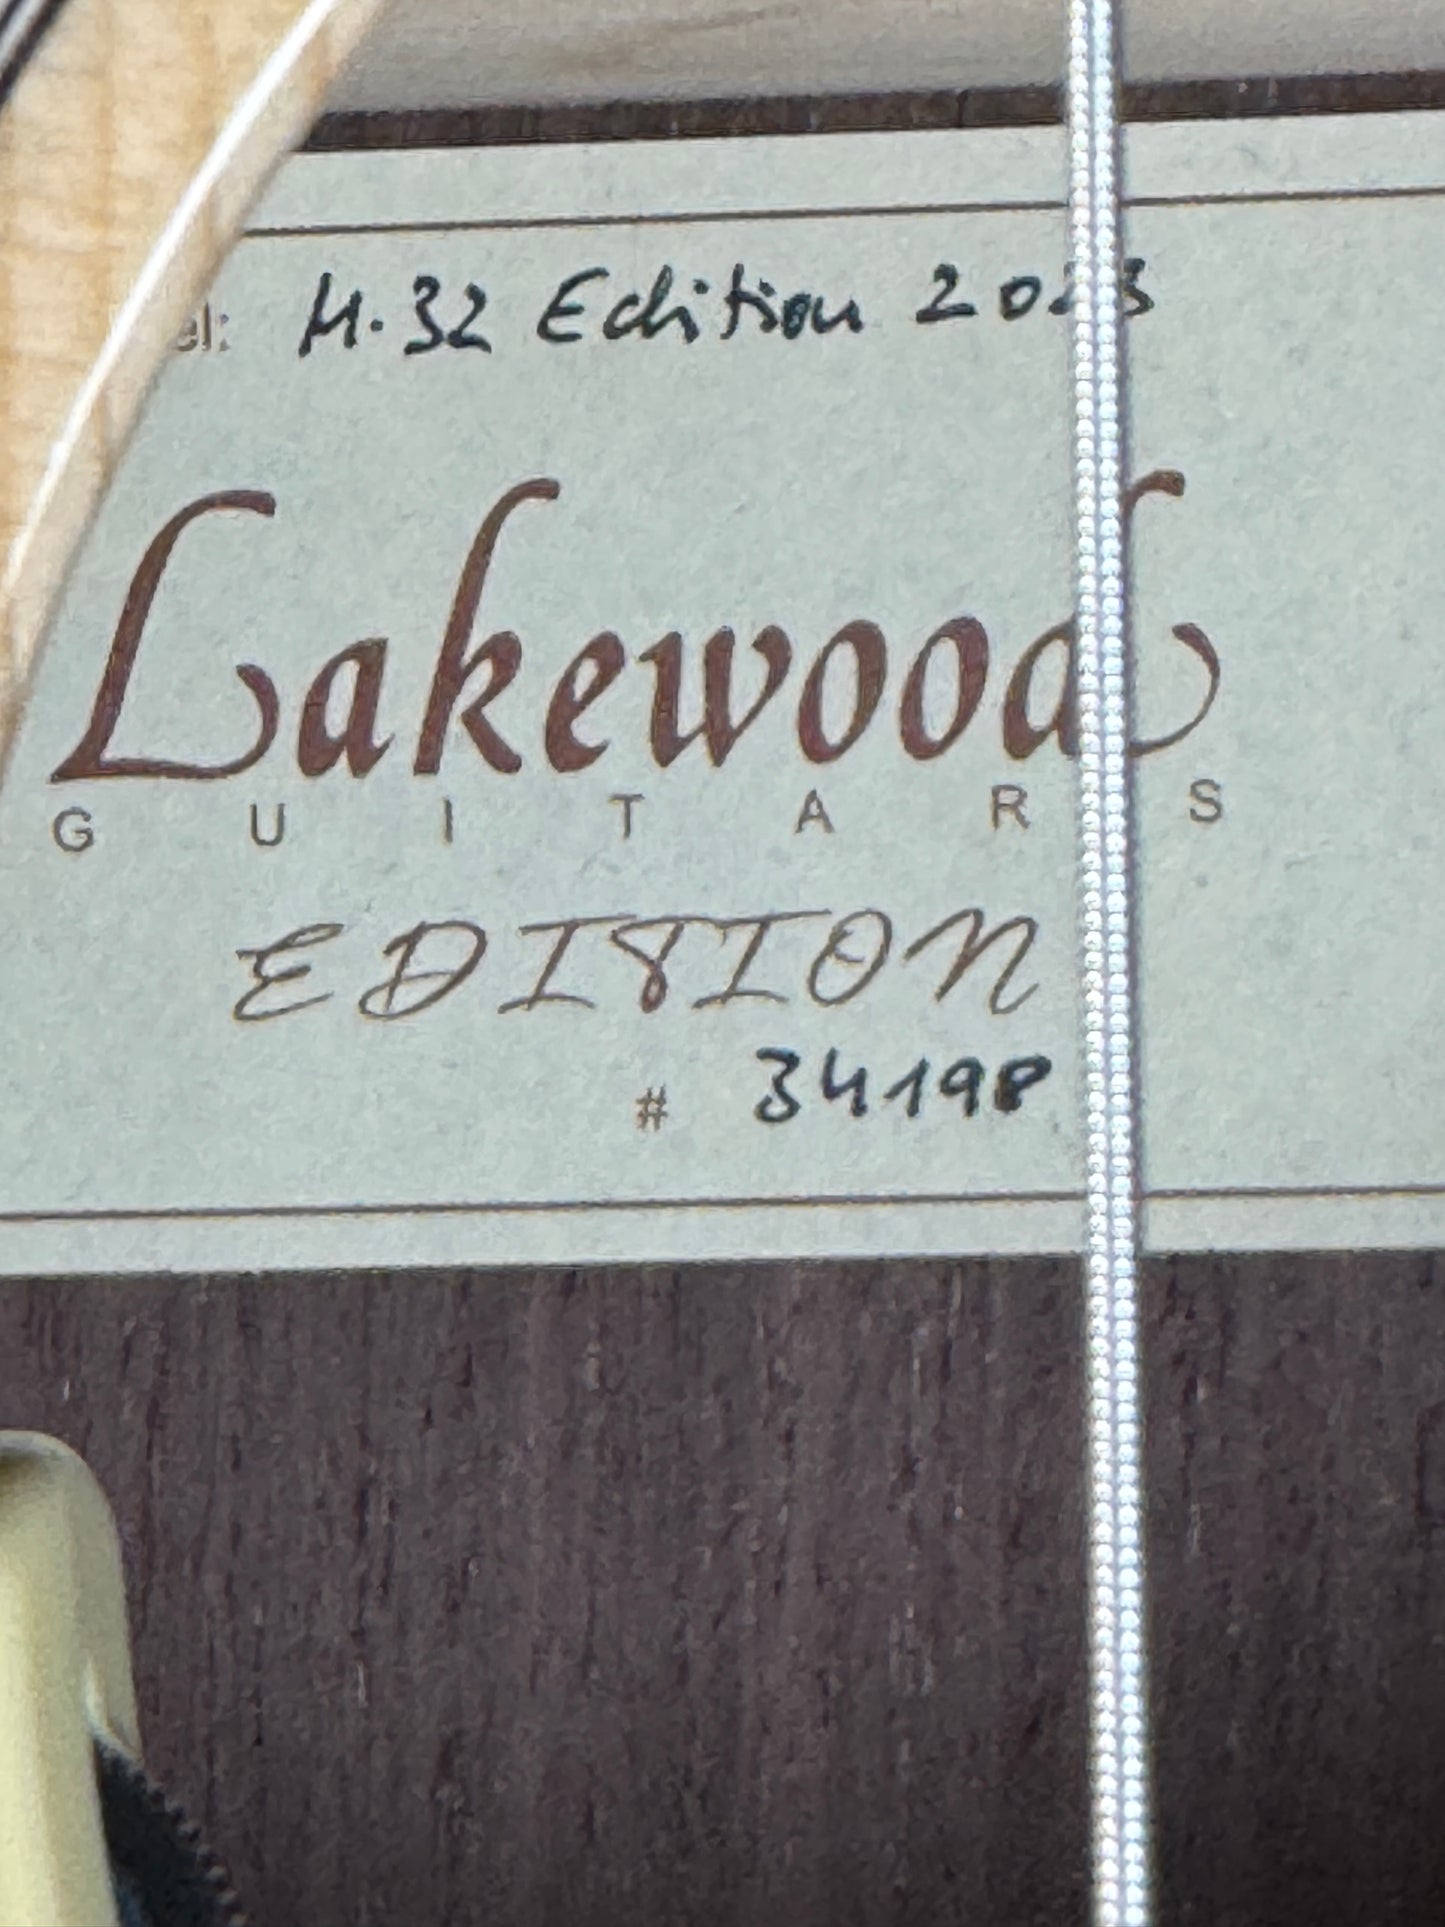 el: M-32 Edition 2023
Lakewood
GUITARS
EDITION
# 34198